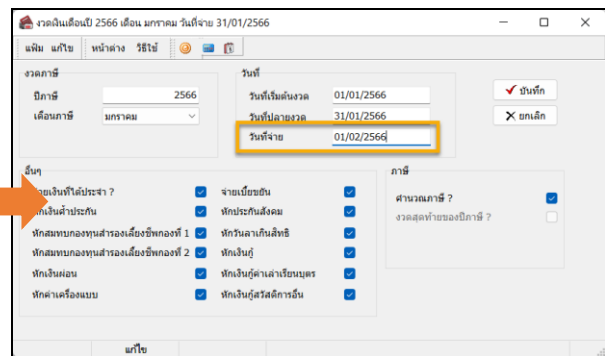 งวดเงินเดือนปี 2566 เดือน มกราคม วันที่จ่าย 31/01/2566
แฟ้ม แก้ไข หน้าต่าง วิธีใช้
งวดภาษี
ปีภาษี 2566
เดือนภาษี มกราคม
วันที่
วันที่เริ่มต้นงวด 01/01/2566
วันที่ปลายงวด 31/01/2566
วันที่จ่าย 01/02/2566
บันทึก
ยกเลิก
อื่นๆ
จ่ายเงินที่ได้ประจำ ? จ่ายเบี้ยขยัน
หักเงินค้ำประกัน หักประกันสังคม
หักสมทบกองทุนสำรองเลี้ยงชีพกองที่ 1 หักวันลาเกินสิทธิ
หักสมทบกองทุนสำรองเลี้ยงชีพกองที่ 2 หักเงินกู้
หักเงินผ่อน หักเงินกู้ค่าเล่าเรียนบุตร
หักค่าเครื่องแบบ หักเงินกู้สวัสดิการอื่น
ภาษี
คำนวณภาษี ?
งวดสุดท้ายของปีภาษี ?
แก้ไข